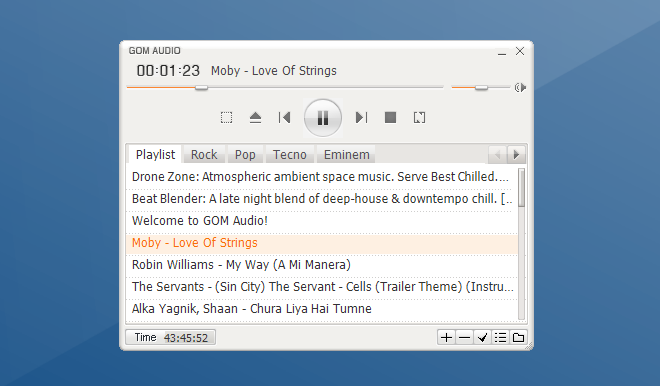 GOM AUDIO
00:01:23 Moby - Love Of Strings
Playlist Rock Pop Tecno Eminem
Drone Zone: Atmospheric ambient space music. Serve Best Chilled....
Beat Blender: A late night blend of deep-house & downtempo chill. [...
Welcome to GOM Audio!
Moby - Love Of Strings
Robin Williams - My Way (A Mi Manera)
The Servants - (Sin City) The Servant - Cells (Trailer Theme) (Instru...
Alka Yagnik, Shaan - Chura Liya Hai Tumne
Time 43:45:52